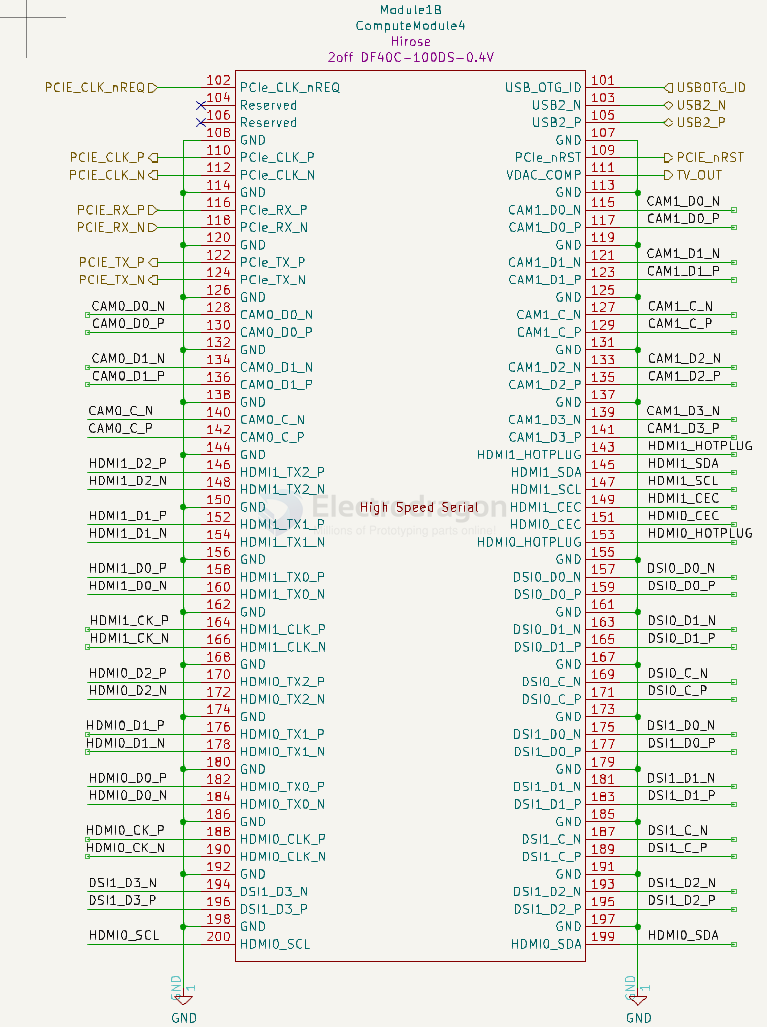 Module1B
ComputeModule4
Hirose
2off DF40C-100DS-0.4V
PCIE_CLK_nREQ 102 PCIe_CLK_nREQ USB_OTG_ID 101 USBOTG_ID
104 Reserved USB2_N 103 USB2_N
106 Reserved USB2_P 105 USB2_P
108 GND GND 107
PCIE_CLK_P 110 PCIe_CLK_P PCIe_nRST 109 PCIE_nRST
PCIE_CLK_N 112 PCIe_CLK_N VDAC_COMP 111 TV_OUT
114 GND GND 113
PCIE_RX_P 116 PCIe_RX_P CAM1_D0_N 115 CAM1_D0_N
PCIE_RX_N 118 PCIe_RX_N CAM1_D0_P 117 CAM1_D0_P
120 GND GND 119
PCIE_TX_P 122 PCIe_TX_P CAM1_D1_N 121 CAM1_D1_N
PCIE_TX_N 124 PCIe_TX_N CAM1_D1_P 123 CAM1_D1_P
126 GND GND 125
CAM0_D0_N 128 CAM0_D0_N CAM1_C_N 127 CAM1_C_N
CAM0_D0_P 130 CAM0_D0_P CAM1_C_P 129 CAM1_C_P
132 GND GND 131
CAM0_D1_N 134 CAM0_D1_N CAM1_D2_N 133 CAM1_D2_N
CAM0_D1_P 136 CAM0_D1_P CAM1_D2_P 135 CAM1_D2_P
138 GND GND 137
CAM0_C_N 140 CAM0_C_N CAM1_D3_N 139 CAM1_D3_N
CAM0_C_P 142 CAM0_C_P CAM1_D3_P 141 CAM1_D3_P
144 GND HDMI1_HOTPLUG 143 HDMI1_HOTPLUG
HDMI1_D2_P 146 HDMI1_TX2_P HDMI1_SDA 145 HDMI1_SDA
HDMI1_D2_N 148 HDMI1_TX2_N HDMI1_SCL 147 HDMI1_SCL
150 GND Electrodragon High Speed Serial HDMI1_CEC 149 HDMI1_CEC
HDMI1_D1_P 152 HDMI1_TX1_P Millions of Prototyping parts online! HDMI0_CEC 151 HDMI0_CEC
HDMI1_D1_N 154 HDMI1_TX1_N HDMI0_HOTPLUG 153 HDMI0_HOTPLUG
156 GND GND 155
HDMI1_D0_P 158 HDMI1_TX0_P DSI0_D0_N 157 DSI0_D0_N
HDMI1_D0_N 160 HDMI1_TX0_N DSI0_D0_P 159 DSI0_D0_P
162 GND GND 161
HDMI1_CK_P 164 HDMI1_CLK_P DSI0_D1_N 163 DSI0_D1_N
HDMI1_CK_N 166 HDMI1_CLK_N DSI0_D1_P 165 DSI0_D1_P
168 GND GND 167
HDMI0_D2_P 170 HDMI0_TX2_P DSI0_C_N 169 DSI0_C_N
HDMI0_D2_N 172 HDMI0_TX2_N DSI0_C_P 171 DSI0_C_P
174 GND GND 173
HDMI0_D1_P 176 HDMI0_TX1_P DSI1_D0_N 175 DSI1_D0_N
HDMI0_D1_N 178 HDMI0_TX1_N DSI1_D0_P 177 DSI1_D0_P
180 GND GND 179
HDMI0_D0_P 182 HDMI0_TX0_P DSI1_D1_N 181 DSI1_D1_N
HDMI0_D0_N 184 HDMI0_TX0_N DSI1_D1_P 183 DSI1_D1_P
186 GND GND 185
HDMI0_CK_P 188 HDMI0_CLK_P DSI1_C_N 187 DSI1_C_N
HDMI0_CK_N 190 HDMI0_CLK_N DSI1_C_P 189 DSI1_C_P
192 GND GND 191
DSI1_D3_N 194 DSI1_D3_N DSI1_D2_N 193 DSI1_D2_N
DSI1_D3_P 196 DSI1_D3_P DSI1_D2_P 195 DSI1_D2_P
198 GND GND 197
HDMI0_SCL 200 HDMI0_SCL HDMI0_SDA 199 HDMI0_SDA
GND 1 GND 1
GND GND